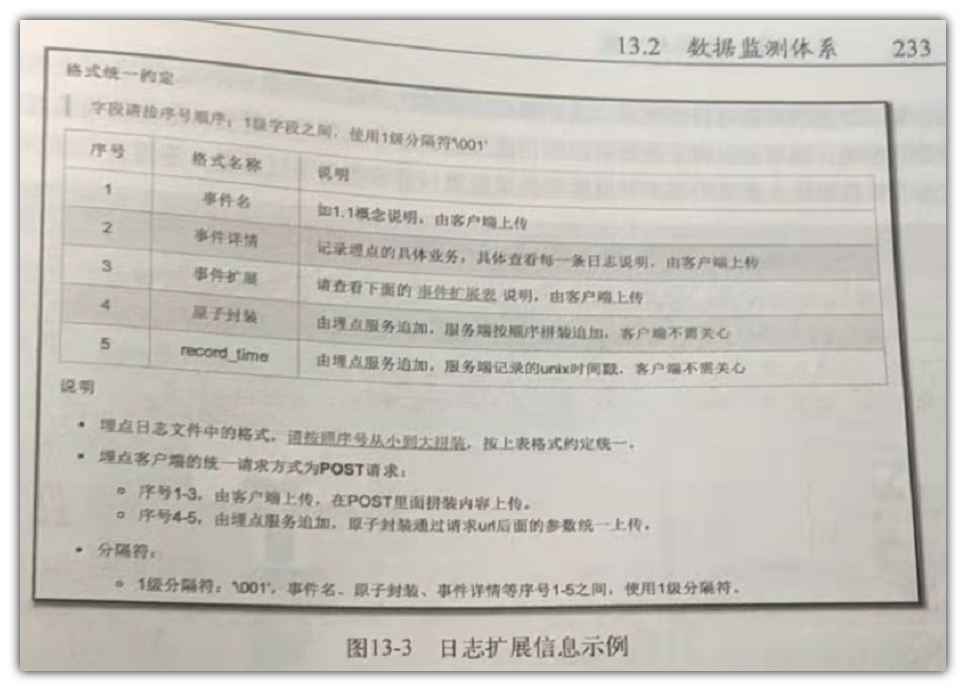 13.2 数据监测体系 233
格式统一约定
字段请按序号顺序,1级字段之间,使用1级分隔符'\001'
序号 格式名称 说明
1 事件名 如1.1概念说明,由客户端上传
2 事件详情 记录埋点的具体业务,具体查看每一条日志说明,由客户端上传
3 事件扩展 请查看下面的 事件扩展表 说明,由客户端上传
4 原子封装 由埋点服务追加,服务端按顺序拼装追加,客户端不需关心
5 record_time 由埋点服务追加,服务端记录的unix时间戳,客户端不需关心
说明
• 埋点日志文件中的格式,请按照序号从小到大拼装,按上表格式约定统一。
• 埋点客户端的统一请求方式为POST请求:
○ 序号1-3,由客户端上传,在POST里面拼装内容上传。
○ 序号4-5,由埋点服务追加,原子封装通过请求url后面的参数统一上传。
• 分隔符:
○ 1级分隔符:'\001',事件名、原子封装、事件详情等序号1-5之间,使用1级分隔符。
图13-3 日志扩展信息示例